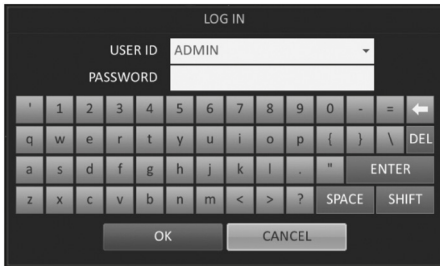 LOG IN
USER ID ADMIN
PASSWORD
' 1 2 3 4 5 6 7 8 9 0 - =
q w e r t y u i o p { } \ DEL
a s d f g h j k l . " ENTER
z x c v b n m < > ? SPACE SHIFT
OK CANCEL